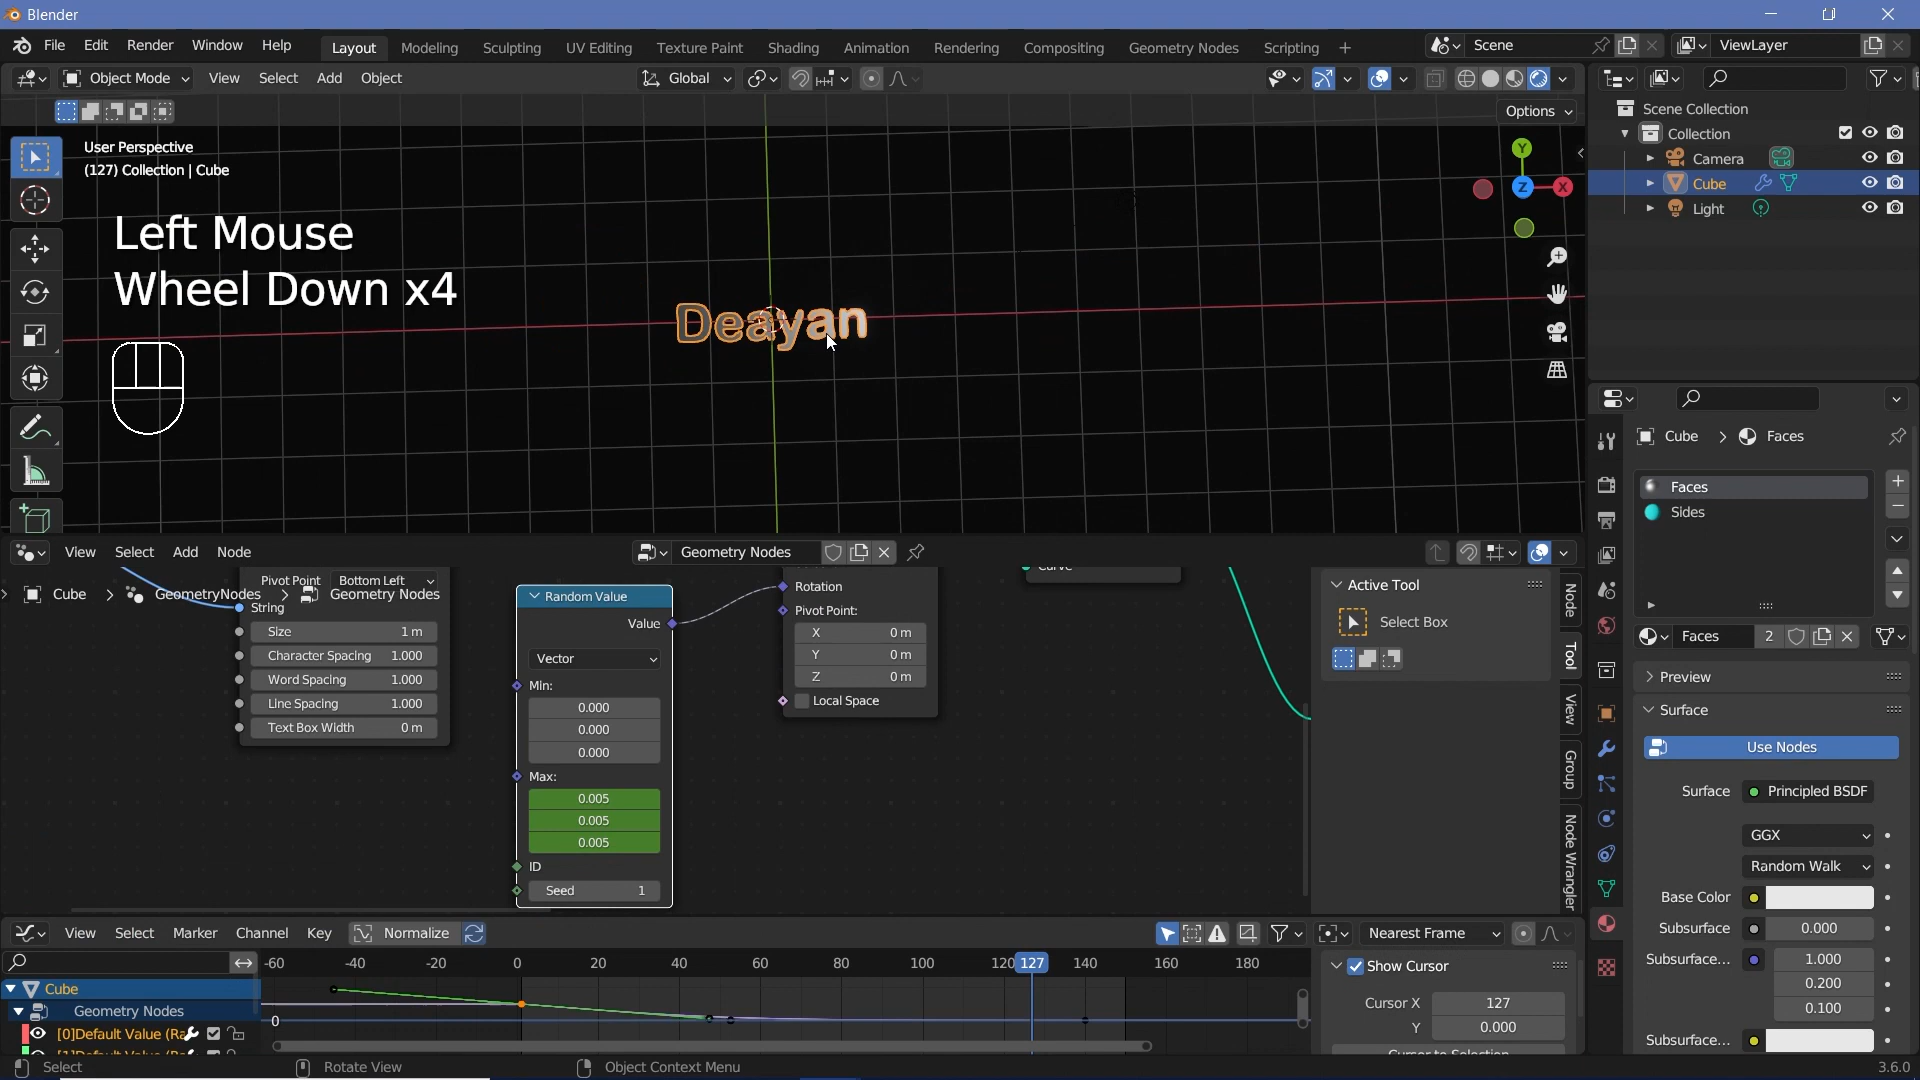 Blender
File Edit Render Window Help
Layout Modeling Sculpting UV Editing Texture Paint Shading Animation Rendering Compositing Geometry Nodes Scripting +
Scene
ViewLayer
Object Mode View Select Add Object
Global
Options
User Perspective
(127) Collection | Cube
Left Mouse
Wheel Down x4
Deayan
Y
Z
X
Scene Collection
Collection
Camera
Cube
Light
Cube > Faces
Faces
Sides
Faces 2
Preview
Surface
Use Nodes
Surface Principled BSDF
GGX
Random Walk
Base Color
Subsurface 0.000
Subsurface... 1.000
0.200
0.100
Subsurface...
View Select Add Node
Geometry Nodes
Cube > GeometryNodes > Geometry Nodes
Pivot Point Bottom Left
String
Size 1 m
Character Spacing 1.000
Word Spacing 1.000
Line Spacing 1.000
Text Box Width 0 m
Random Value
Value
Vector
Min:
0.000
0.000
0.000
Max:
0.005
0.005
0.005
ID
Seed 1
Rotation
Pivot Point:
X 0 m
Y 0 m
Z 0 m
Local Space
Curve
Active Tool
Select Box
Node
Tool
View
Group
Node Wrangler
View Select Marker Channel Key Normalize
Nearest Frame
-60 -40 -20 0 20 40 60 80 100 120 127 140 160 180
Cube
Geometry Nodes
[0]Default Value (Ra
0
Show Cursor
Cursor X 127
Y 0.000
Cursor to Selection
Select
Rotate View
Object Context Menu
3.6.0